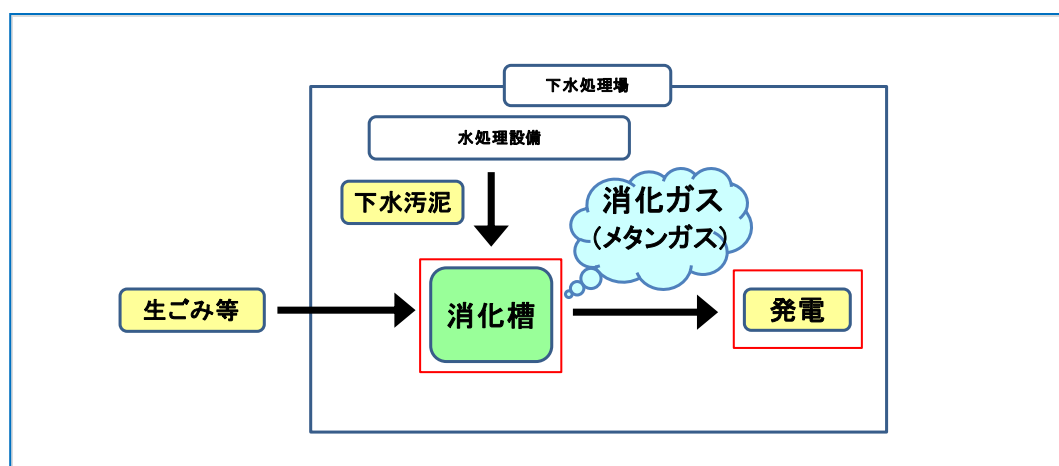 下水処理場
水処理設備
下水汚泥
消化ガス
(メタンガス)
生ごみ等
消化槽
発電